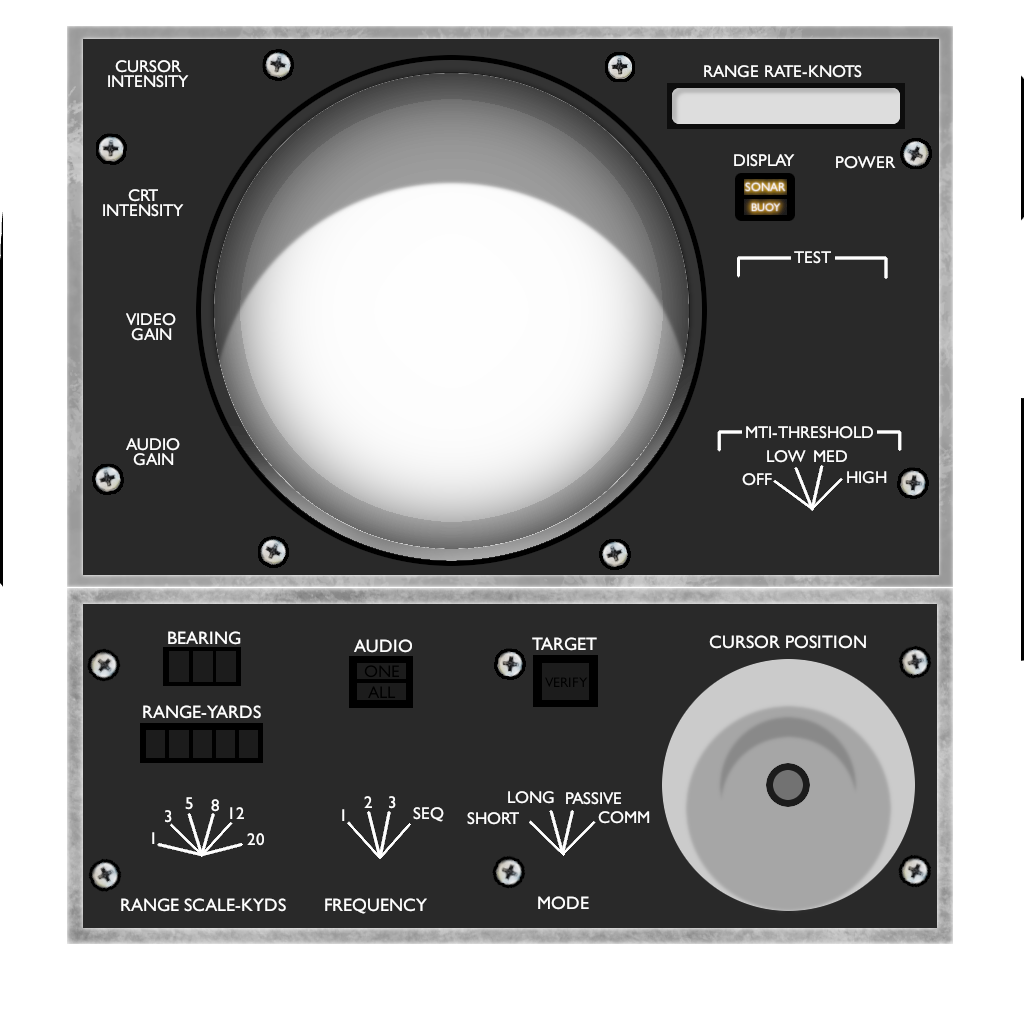 CURSOR
INTENSITY
RANGE RATE-KNOTS
DISPLAY
POWER
SONAR
BUOY
CRT
INTENSITY
TEST
VIDEO
GAIN
AUDIO
GAIN
MTI-THRESHOLD
LOW MED
OFF HIGH
BEARING
AUDIO
ONE
ALL
TARGET
VERIFY
CURSOR POSITION
RANGE-YARDS
1 3 5 8 12 20
RANGE SCALE-KYDS
1 2 3 SEQ
FREQUENCY
SHORT LONG PASSIVE COMM
MODE